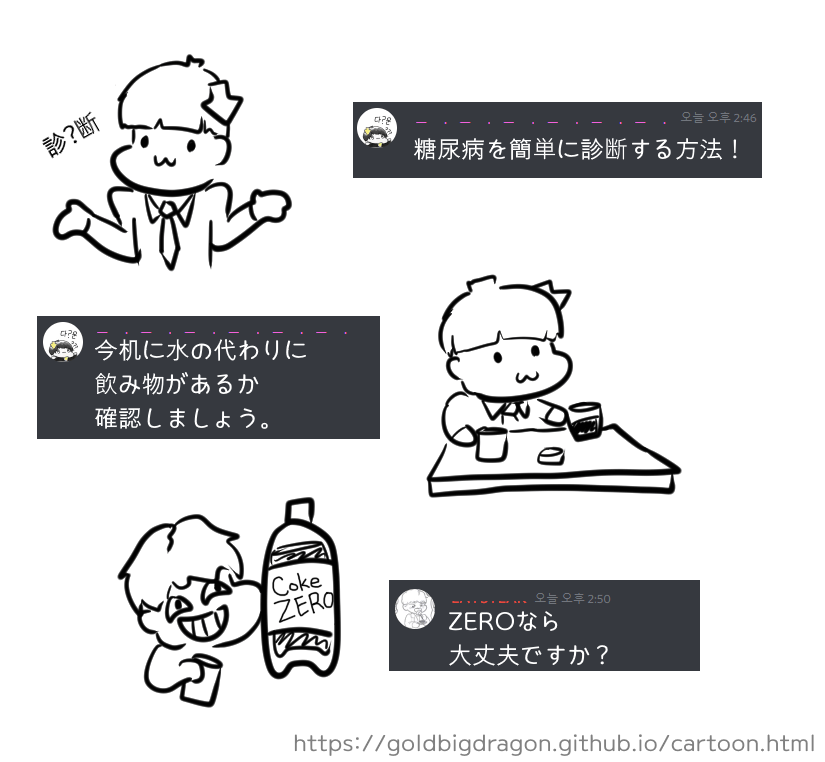 診?断
오늘 오후 2:46
糖尿病を簡単に診断する方法！
今机に水の代わりに
飲み物があるか
確認しましょう。
Coke
ZERO
오늘 오후 2:50
ZEROなら
大丈夫ですか？
https://goldbigdragon.github.io/cartoon.html